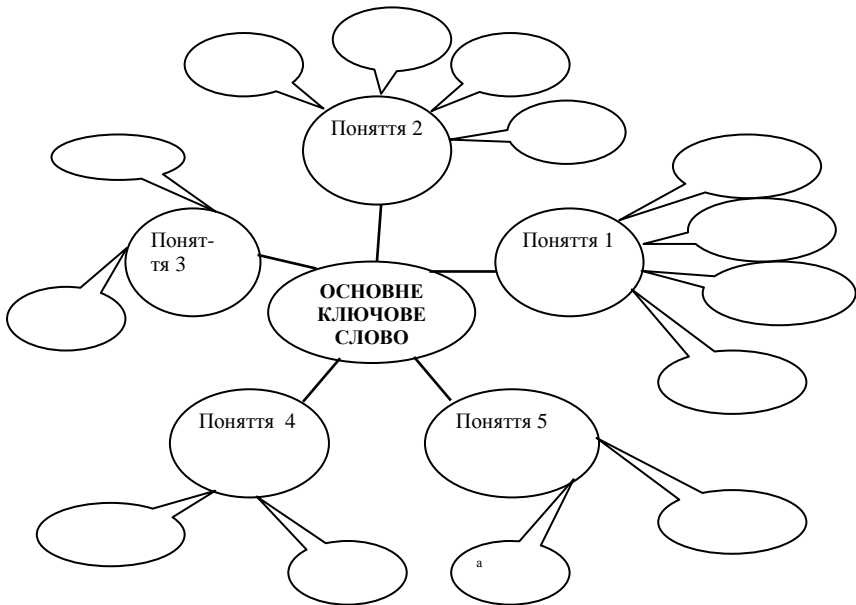 Поняття 2
Поняття 1
Понят-
тя 3
ОСНОВНЕ
КЛЮЧОВЕ
СЛОВО
Поняття 4
Поняття 5
а